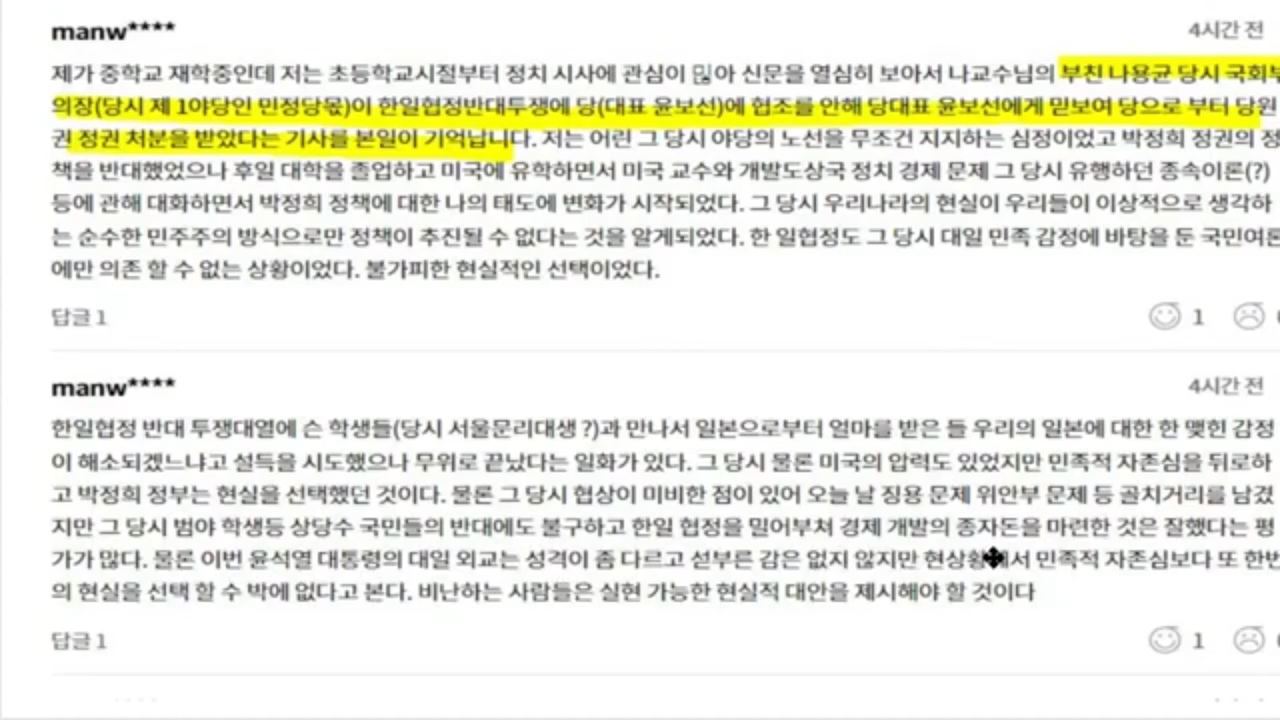 manw****
4시간 전
제가 중학교 재학중인데 저는 초등학교시절부터 정치 시사에 관심이 많아 신문을 열심히 보아서 나교수님의 부친 나용균 당시 국회부
의장(당시 제 1야당인 민정당몫)이 한일협정반대투쟁에 당(대표 윤보선)에 협조를 안해 당대표 윤보선에게 믿보여 당으로 부터 당원
권 정권 처분을 받았다는 기사를 본일이 기억납니다. 저는 어린 그 당시 야당의 노선을 무조건 지지하는 심정이었고 박정희 정권의 정
책을 반대했었으나 후일 대학을 졸업하고 미국에 유학하면서 미국 교수와 개발도상국 정치 경제 문제 그 당시 유행하던 종속이론(?)
등에 관해 대화하면서 박정희 정책에 대한 나의 태도에 변화가 시작되었다. 그 당시 우리나라의 현실이 우리들이 이상적으로 생각하
는 순수한 민주주의 방식으로만 정책이 추진될 수 없다는 것을 알게되었다. 한 일협정도 그 당시 대일 민족 감정에 바탕을 둔 국민여론
에만 의존 할 수 없는 상황이었다. 불가피한 현실적인 선택이었다.
답글 1
1
manw****
4시간 전
한일협정 반대 투쟁대열에 슨 학생들(당시 서울문리대생 ?)과 만나서 일본으로부터 얼마를 받은 들 우리의 일본에 대한 한 맺힌 감정
이 해소되겠느냐고 설득을 시도했으나 무위로 끝났다는 일화가 있다. 그 당시 물론 미국의 압력도 있었지만 민족적 자존심을 뒤로하
고 박정희 정부는 현실을 선택했던 것이다. 물론 그 당시 협상이 미비한 점이 있어 오늘 날 징용 문제 위안부 문제 등 골치거리를 남겼
지만 그 당시 범야 학생등 상당수 국민들의 반대에도 불구하고 한일 협정을 밀어부쳐 경제 개발의 종자돈을 마련한 것은 잘했다는 평
가가 많다. 물론 이번 윤석열 대통령의 대일 외교는 성격이 좀 다르고 섣부른 감은 없지 않지만 민족적 자존심보다 또 한번
의 현실을 선택 할 수 박에 없다고 본다. 비난하는 사람들은 실현 가능한 현실적 대안을 제시해야 할 것이다
답글 1
1